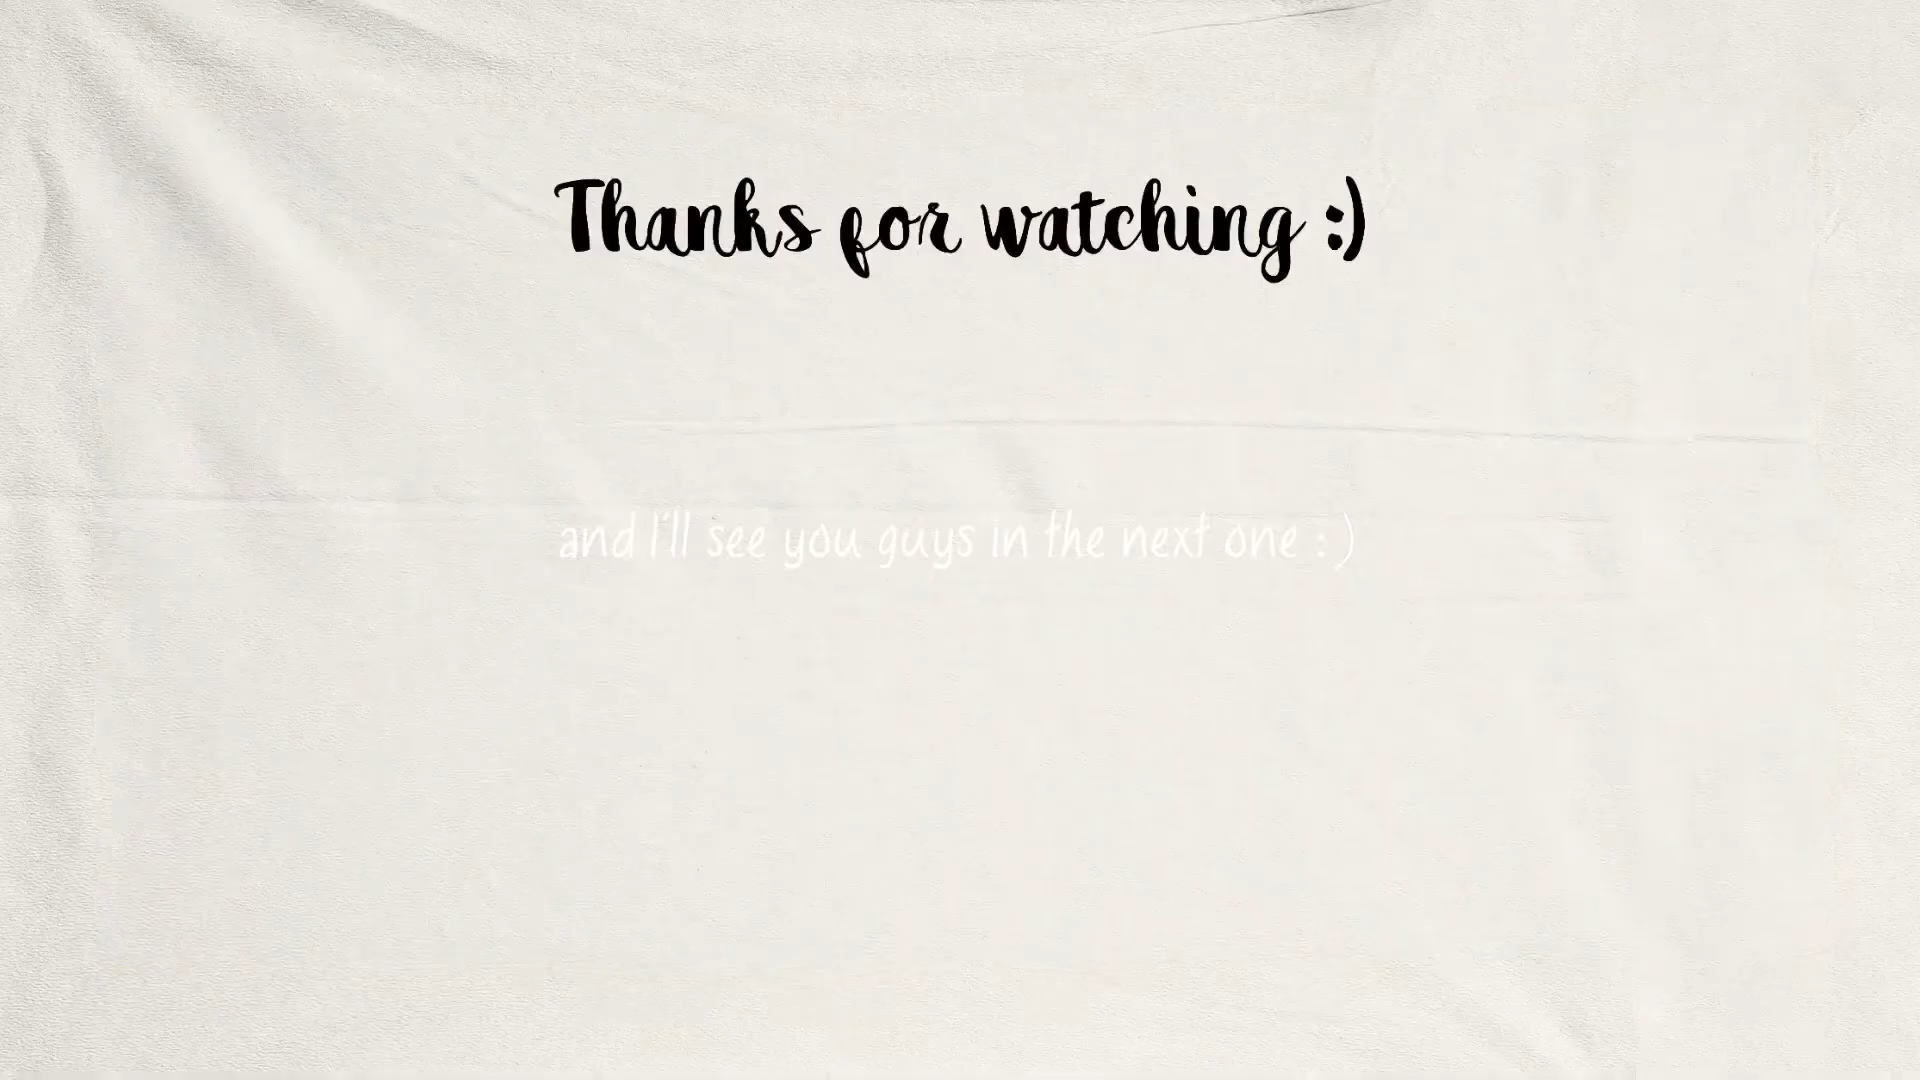 Thanks for watching :)
and I'll see you guys in the next one : )